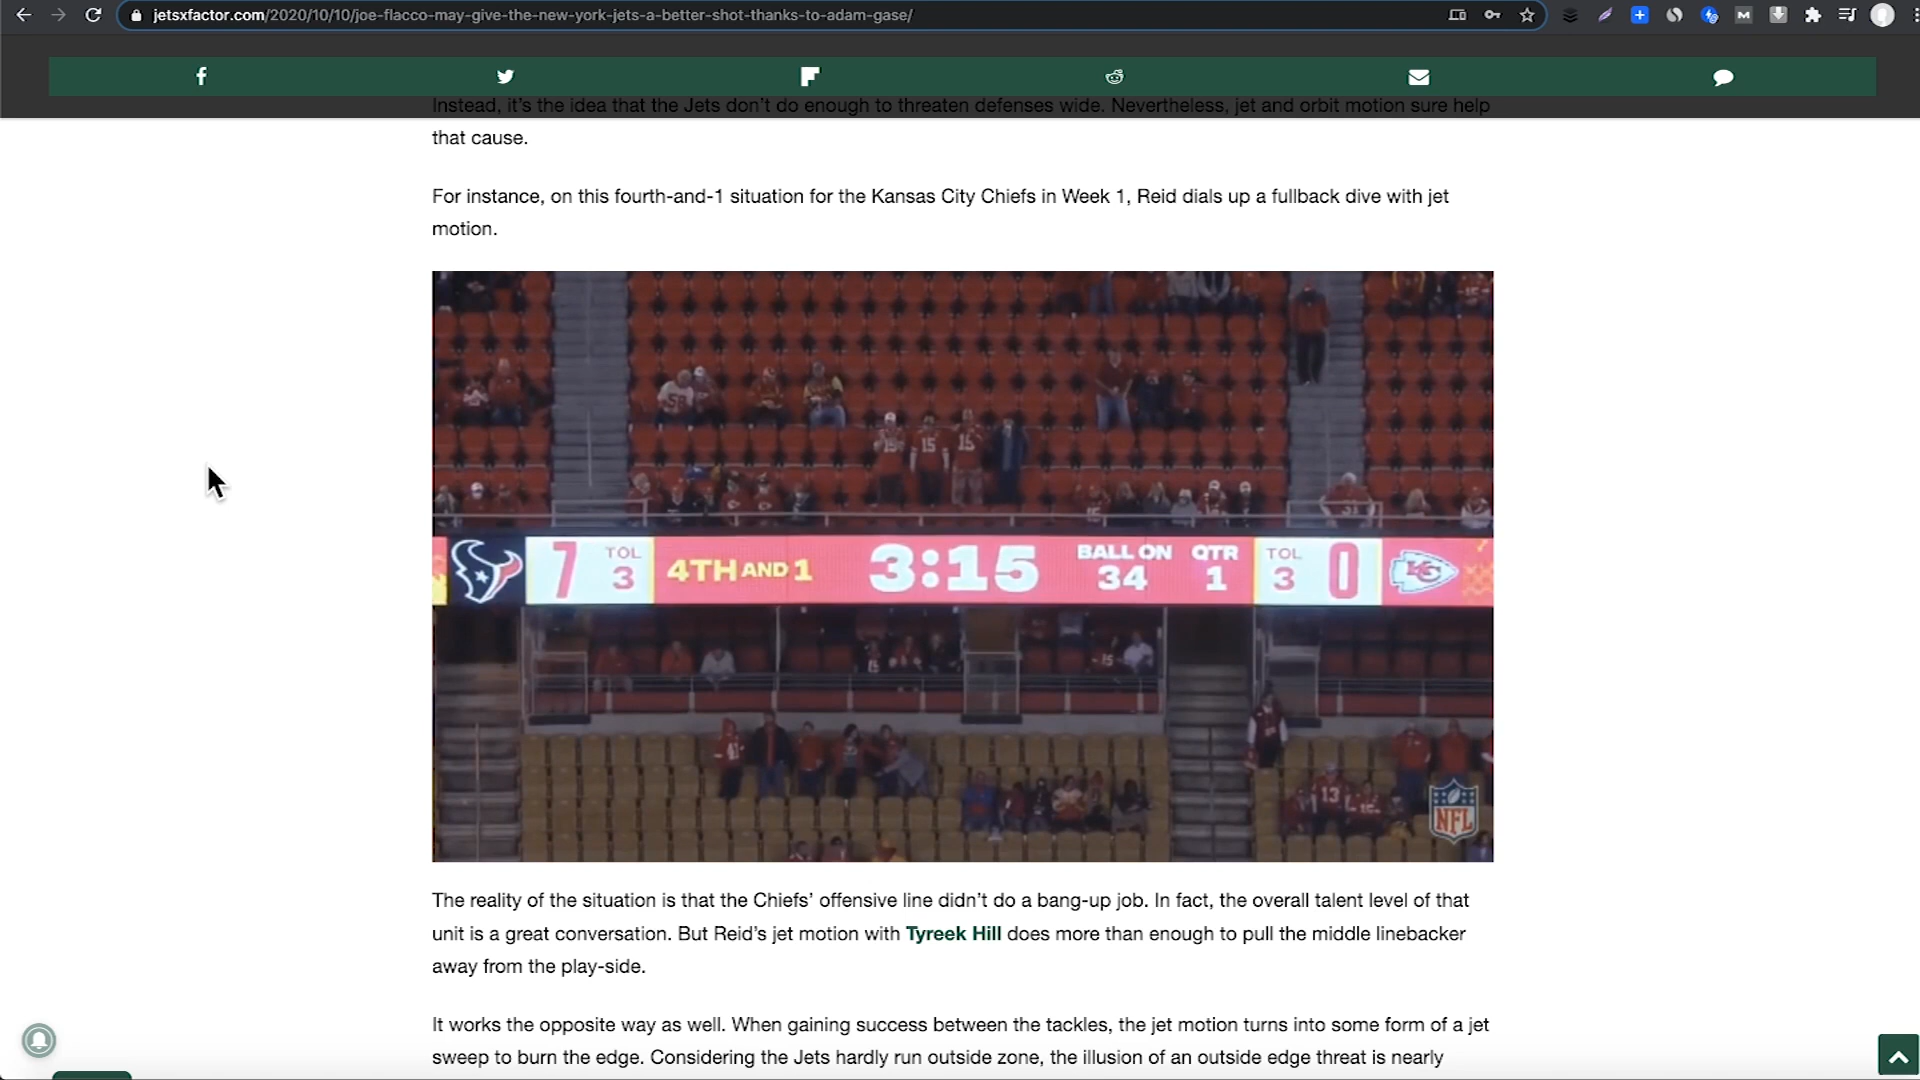 jetsxfactor.com/2020/10/10/joe-flacco-may-give-the-new-york-jets-a-better-shot-thanks-to-adam-gase/
Instead, it's the idea that the Jets don't do enough to threaten defenses wide. Nevertheless, jet and orbit motion sure help
that cause.
For instance, on this fourth-and-1 situation for the Kansas City Chiefs in Week 1, Reid dials up a fullback dive with jet
motion.
58
15 15 15
7 TOL 3 4TH AND 1 3:15 BALL ON 34 QTR 1 TOL 3 0 KC
15 15
41
13
NFL
The reality of the situation is that the Chiefs’ offensive line didn’t do a bang-up job. In fact, the overall talent level of that
unit is a great conversation. But Reid’s jet motion with Tyreek Hill does more than enough to pull the middle linebacker
away from the play-side.
It works the opposite way as well. When gaining success between the tackles, the jet motion turns into some form of a jet
sweep to burn the edge. Considering the Jets hardly run outside zone, the illusion of an outside edge threat is nearly